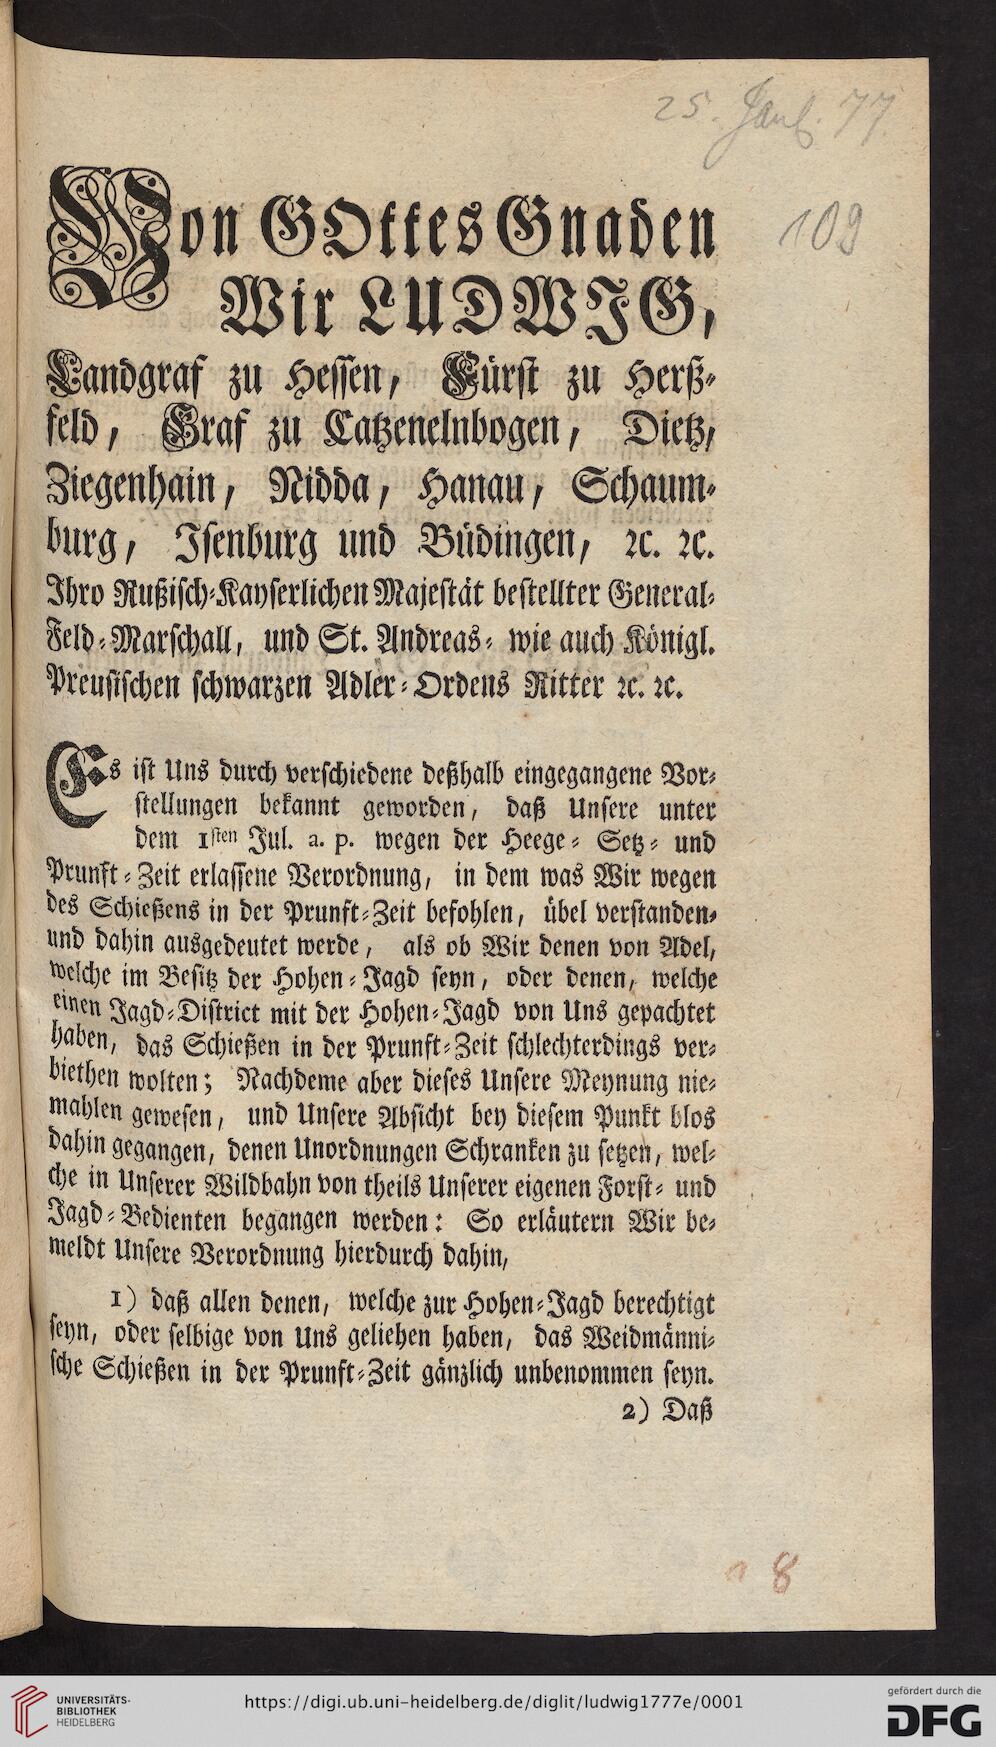 25. Jan. 77
109
Von GOttes Gnaden
Wir LUDWJG,
Landgraf zu Hessen, Fürst zu Herß-
feld, Graf zu Catzenelnbogen, Dietz,
Ziegenhain, Nidda, Hanau, Schaum-
burg, Jsenburg und Büdingen, ꝛc. ꝛc.
Jhro Rußisch-Kayserlichen Majestät bestellter General-
Feld-Marschall, und St. Andreas- wie auch Königl.
Preusischen schwarzen Adler-Ordens Ritter ꝛc. ꝛc.
Es ist Uns durch verschiedene deßhalb eingegangene Vor-
stellungen bekannt geworden, daß Unsere unter
dem 1sten Jul. a. p. wegen der Heege- Setz- und
Prunft-Zeit erlassene Verordnung, in dem was Wir wegen
des Schießens in der Prunft-Zeit befohlen, übel verstanden,
und dahin ausgedeutet werde, als ob Wir denen von Adel,
welche im Besitz der Hohen-Jagd seyn, oder denen, welche
einen Jagd-District mit der Hohen-Jagd von Uns gepachtet
haben, das Schießen in der Prunft-Zeit schlechterdings ver-
biethen wolten; Nachdeme aber dieses Unsere Meynung nie-
mahlen gewesen, und Unsere Absicht bey diesem Punkt blos
dahin gegangen, denen Unordnungen Schranken zu setzen, wel-
che in Unserer Wildbahn von theils Unserer eigenen Forst- und
Jagd-Bedienten begangen werden: So erläutern Wir be-
meldt Unsere Verordnung hierdurch dahin,
1) daß allen denen, welche zur Hohen-Jagd berechtigt
seyn, oder selbige von Uns geliehen haben, das Weidmänni-
sche Schießen in der Prunft-Zeit gänzlich unbenommen seyn.
2) Daß
8
UNIVERSITÄTS-
BIBLIOTHEK
HEIDELBERG
https://digi.ub.uni-heidelberg.de/diglit/ludwig1777e/0001
gefördert durch die
DFG